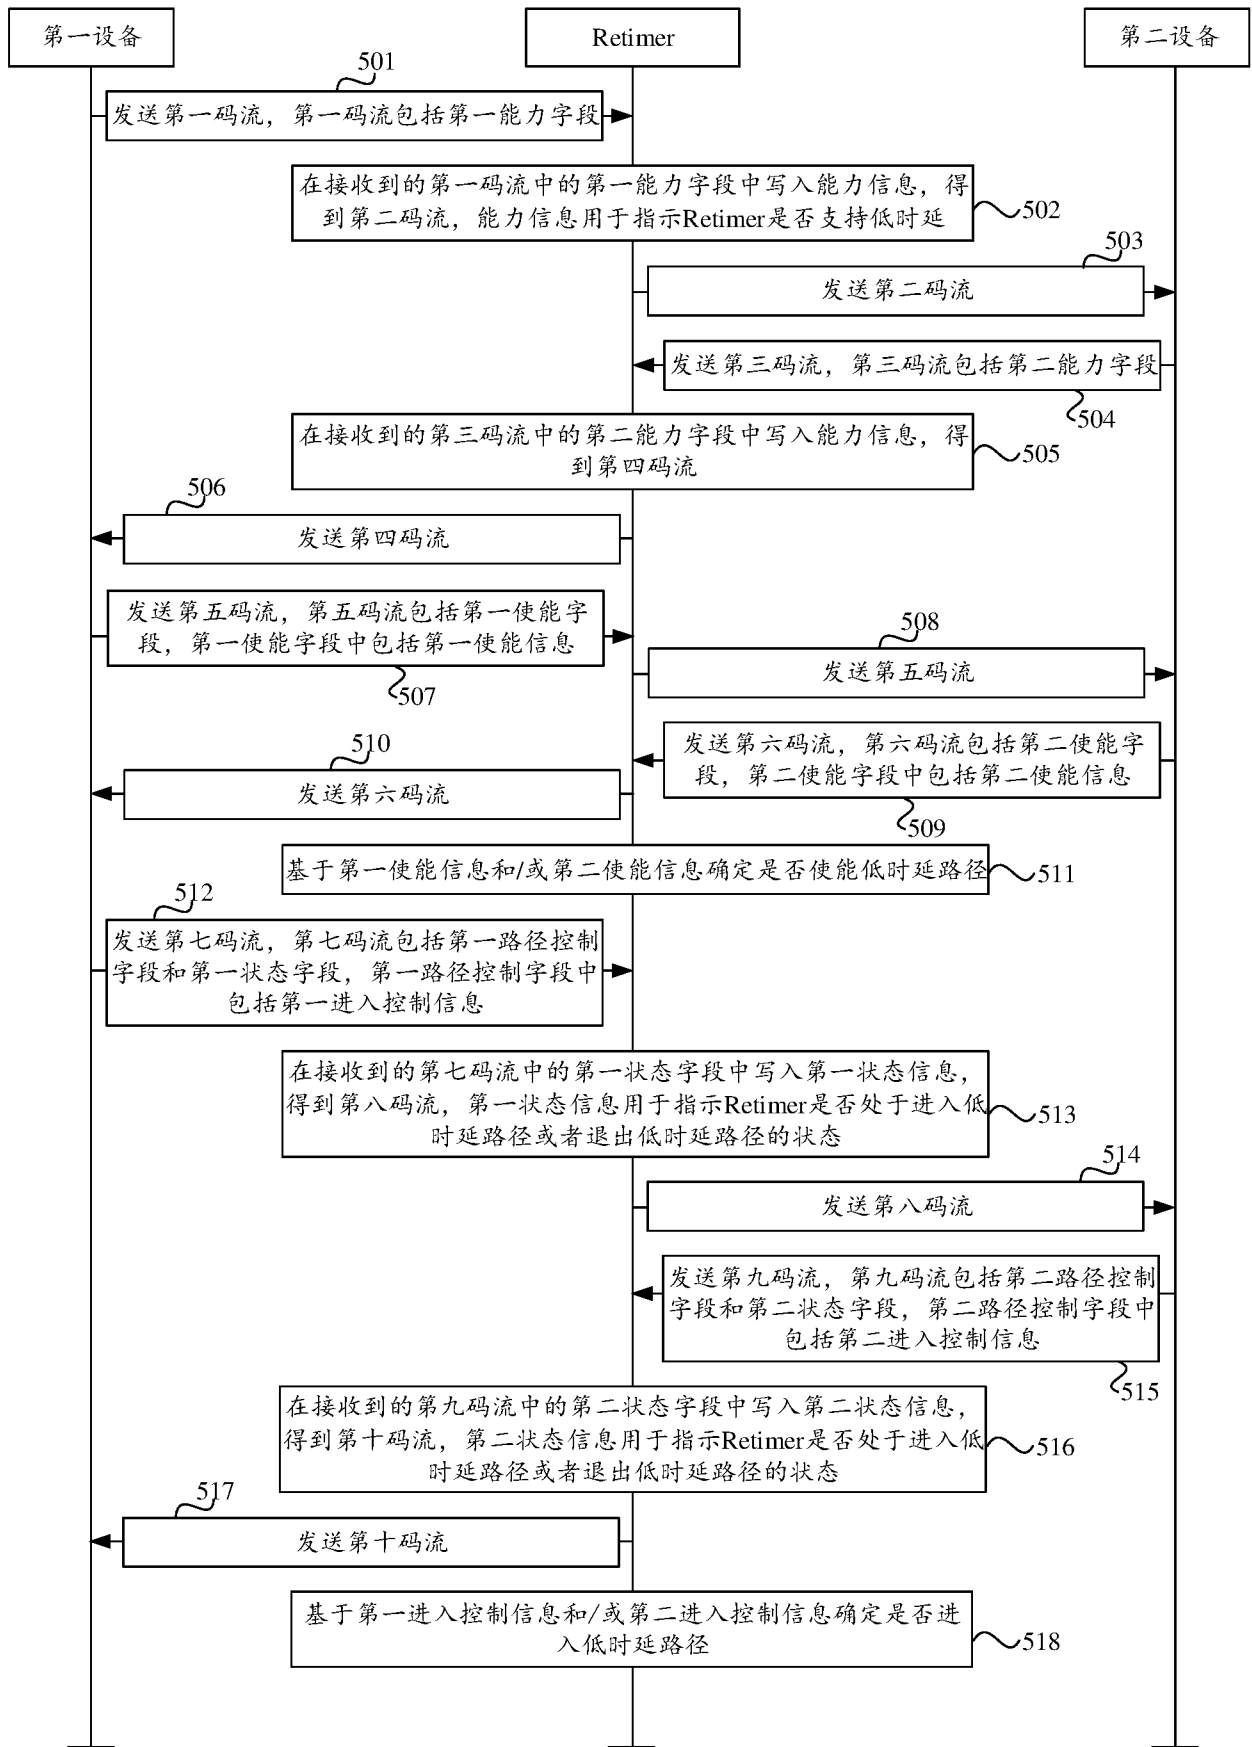 第一设备
Retimer
第二设备
501
发送第一码流，第一码流包括第一能力字段
在接收到的第一码流中的第一能力字段中写入能力信息，得
到第二码流，能力信息用于指示Retimer是否支持低时延
502
503
发送第二码流
发送第三码流，第三码流包括第二能力字段
504
在接收到的第三码流中的第二能力字段中写入能力信息，得
到第四码流
505
506
发送第四码流
发送第五码流，第五码流包括第一使能字
段，第一使能字段中包括第一使能信息
507
508
发送第五码流
发送第六码流，第六码流包括第二使能字
段，第二使能字段中包括第二使能信息
509
510
发送第六码流
基于第一使能信息和/或第二使能信息确定是否使能低时延路径
511
512
发送第七码流，第七码流包括第一路径控制
字段和第一状态字段，第一路径控制字段中
包括第一进入控制信息
在接收到的第七码流中的第一状态字段中写入第一状态信息，
得到第八码流，第一状态信息用于指示Retimer是否处于进入低
时延路径或者退出低时延路径的状态
513
514
发送第八码流
发送第九码流，第九码流包括第二路径控制
字段和第二状态字段，第二路径控制字段中
包括第二进入控制信息
515
在接收到的第九码流中的第二状态字段中写入第二状态信息，
得到第十码流，第二状态信息用于指示Retimer是否处于进入低
时延路径或者退出低时延路径的状态
516
517
发送第十码流
基于第一进入控制信息和/或第二进入控制信息确定是否进
入低时延路径
518